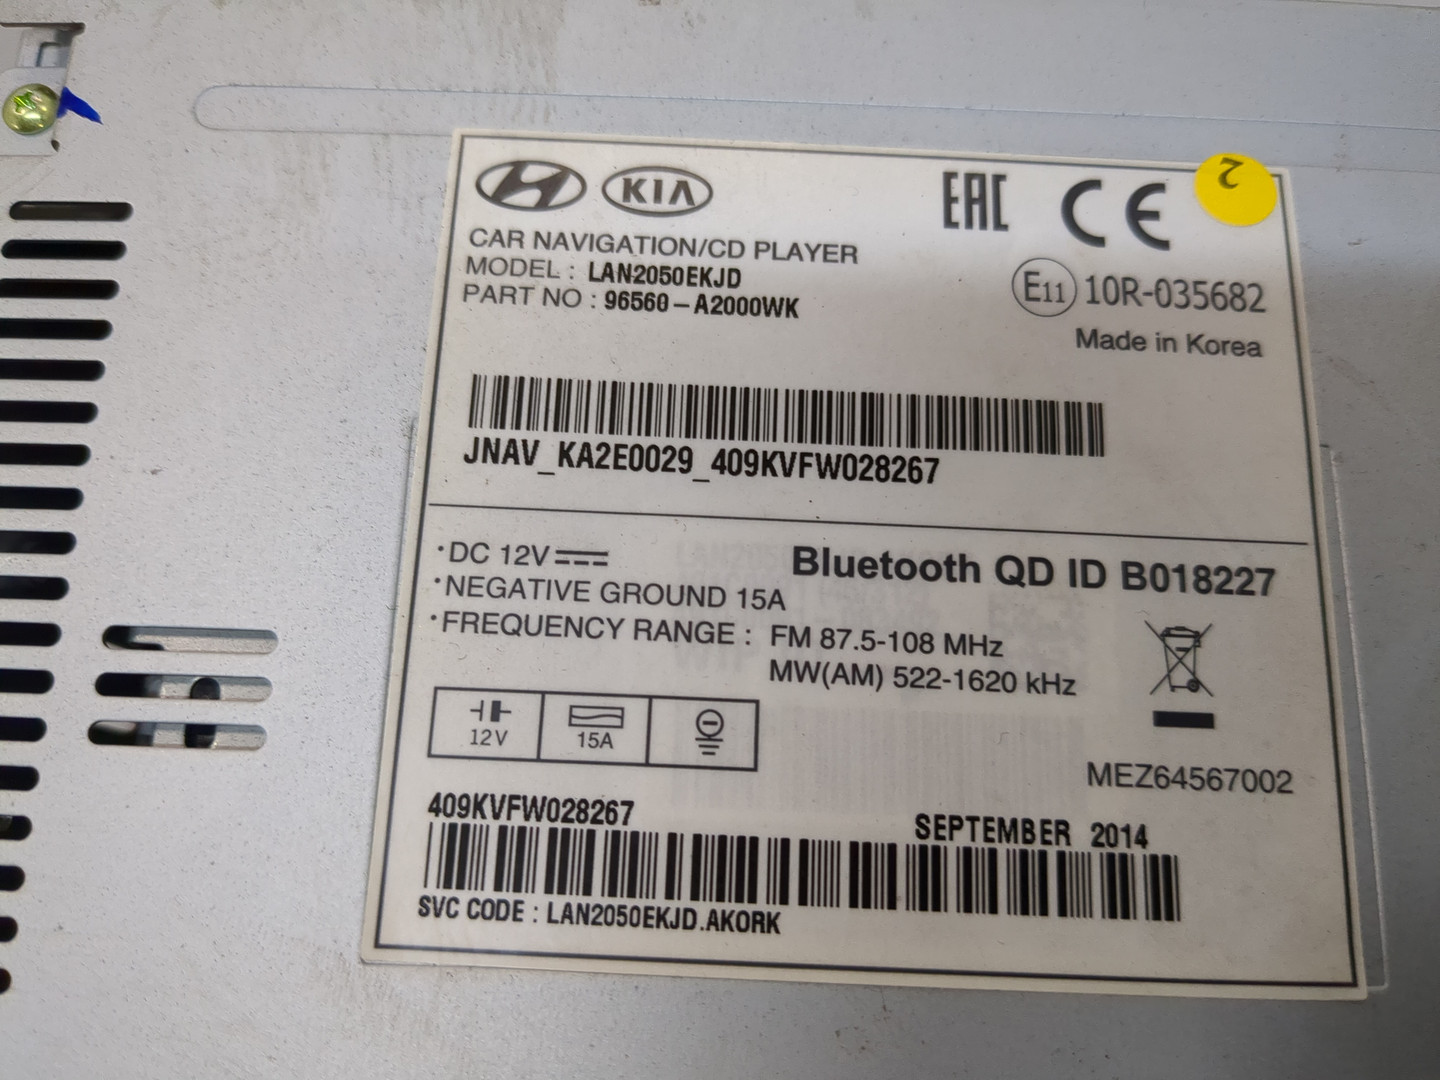 KIA
EAC CE
2
CAR NAVIGATION/CD PLAYER
MODEL : LAN2050EKJD
PART NO : 96560-A2000WK
E11 10R-035682
Made in Korea
JNAV_KA2E0029_409KVFW028267
·DC 12V
·NEGATIVE GROUND 15A
·FREQUENCY RANGE : FM 87.5-108 MHz
MW(AM) 522-1620 kHz
Bluetooth QD ID B018227
12V
15A
MEZ64567002
409KVFW028267
SEPTEMBER 2014
SVC CODE : LAN2050EKJD.AKORK